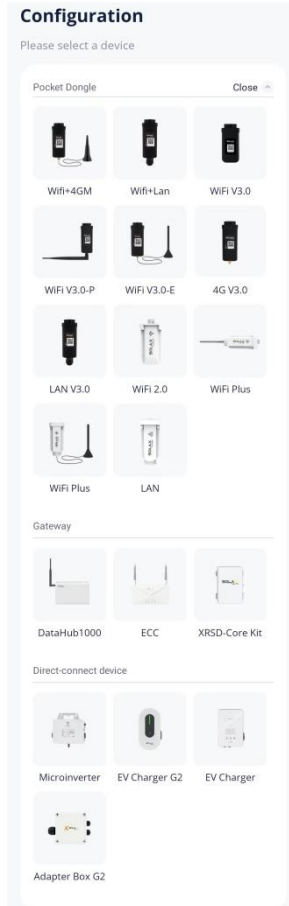 Configuration
Please select a device
Pocket Dongle Close
Wifi+4GM Wifi+Lan WiFi V3.0
WiFi V3.0-P WiFi V3.0-E 4G V3.0
LAN V3.0 WiFi 2.0 WiFi Plus
WiFi Plus LAN
Gateway
DataHub1000 ECC XRSD-Core Kit
Direct-connect device
Microinverter EV Charger G2 EV Charger
Adapter Box G2